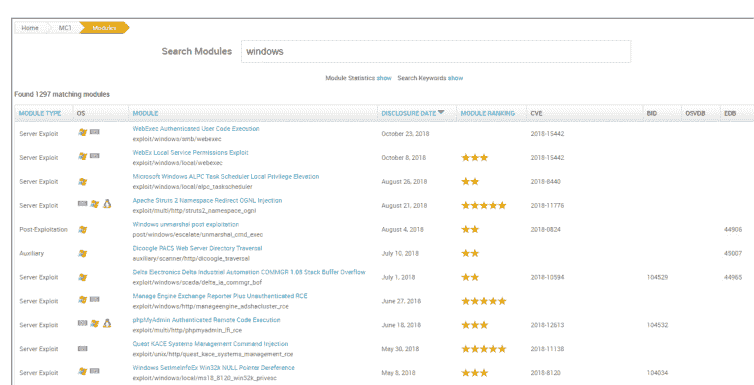 Home MC1 Modules
Search Modules windows
Module Statistics show Search Keywords show
Found 1297 matching modules
MODULE TYPE OS MODULE DISCLOSURE DATE MODULE RANKING CVE BID OSVDB EDB
WebExec Authenticated User Code Execution
Server Exploit October 23, 2018 2018-15442
exploit/windows/smb/webexec
WebEx Local Service Permissions Exploit
Server Exploit October 8, 2018 2018-15442
exploit/windows/local/webexec
Microsoft Windows ALPC Task Scheduler Local Privilege Elevation
Server Exploit August 28, 2018 2018-8440
exploit/windows/local/alpc_taskscheduler
Apache Struts 2 Namespace Redirect OGNL Injection
Server Exploit August 21, 2018 2018-11776
exploit/multi/http/struts2_namespace_ognl
Windows unmarshal post exploitation
Post-Exploitation August 4, 2018 2018-0824 44906
post/windows/escalate/unmarshal_cmd_exec
Dicoogle PACS Web Server Directory Traversal
Auxiliary July 10, 2018 45007
auxiliary/scanner/http/dicoogle_traversal
Delta Electronics Delta Industrial Automation COMMGR 1.08 Stack Buffer Overflow
Server Exploit July 1, 2018 2018-10594 104529 44965
exploit/windows/scada/delta_ia_commgr_bof
Manage Engine Exchange Reporter Plus Unauthenticated RCE
Server Exploit June 27, 2018
exploit/windows/http/manageengine_adshacluster_rce
phpMyAdmin Authenticated Remote Code Execution
Server Exploit June 18, 2018 2018-12613 104532
exploit/multi/http/phpmyadmin_lfi_rce
Quest KACE Systems Management Command Injection
Server Exploit May 30, 2018 2018-11138
exploit/unix/http/quest_kace_systems_management_rce
Windows SetImeInfoEx Win32k NULL Pointer Dereference
Server Exploit May 8, 2018 2018-8120 104034
exploit/windows/local/ms18_8120_win32k_privesc